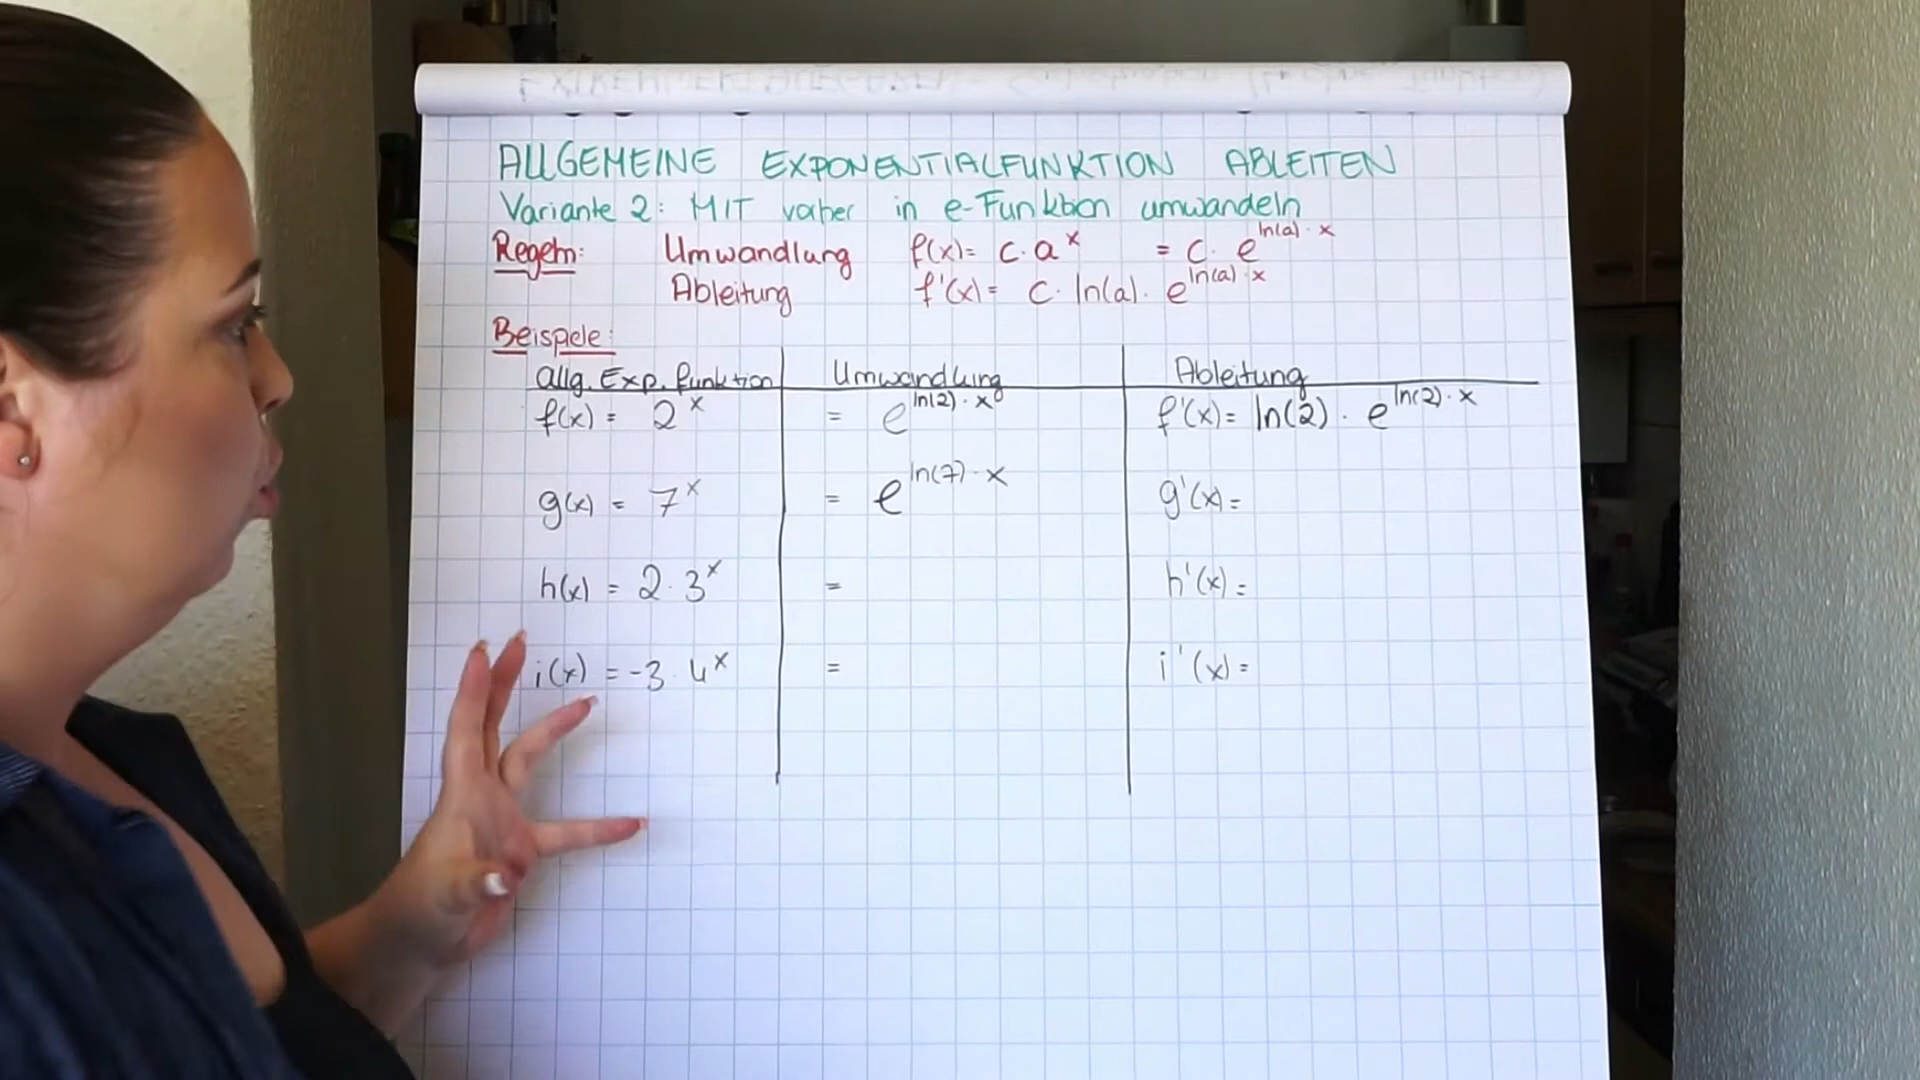 ALLGEMEINE EXPONENTIALFUNKTION ABLEITEN
Variante 2: MIT vorher in e-Funktion umwandeln
Regeln: Umwandlung f(x)= c·a^x = c·e^(ln(a)·x)
Ableitung f'(x)= c·ln(a)·e^(ln(a)·x)
Beispiele:
allg. Exp. funktion Umwandlung Ableitung
f(x) = 2^x = e^(ln(2)·x) f'(x)= ln(2)·e^(ln(2)·x)
g(x) = 7^x = e^(ln(7)·x) g'(x)=
h(x) = 2·3^x = h'(x)=
i(x) = -3·4^x = i'(x)=